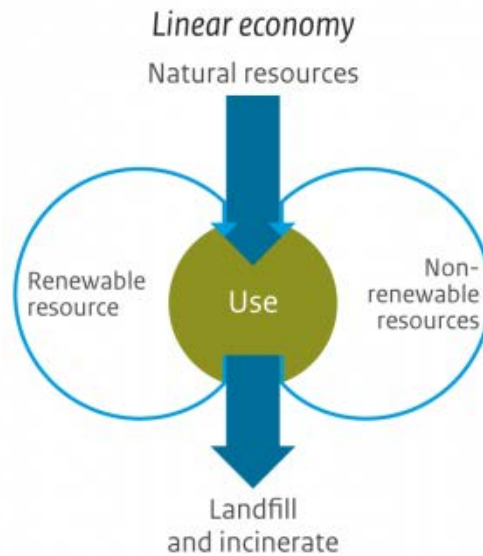 Linear economy
Natural resources
Renewable
resource
Use
Non-
renewable
resources
Landfill
and incinerate